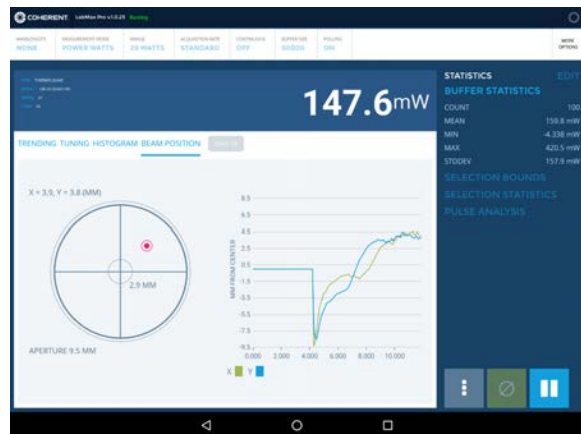 COHERENT LabMax Pro v1.0.23 Running
WAVELENGTH
NONE
MEASUREMENT MODE
POWER WATTS
RANGE
20 WATTS
ACQUISITION RATE
STANDARD
CONTINUOUS
OFF
BUFFER SIZE
POLLING
ON
MORE
OPTIONS
147.6mW
TRENDING TUNING HISTOGRAM BEAM POSITION
X = 3.9, Y = 3.8 (MM)
2.9 MM
APERTURE 9.5 MM
MM FROM CENTER
8.5
6.5
4.5
2.5
0.5
-1.5
-3.5
-5.5
-7.5
-9.5
0.000 2.000 4.000 6.000 8.000 10.000
X Y
STATISTICS EDIT
BUFFER STATISTICS
COUNT 100
MEAN 159.8 mW
MIN -4.338 mW
MAX 420.5 mW
STDDEV 157.9 mW
SELECTION BOUNDS
SELECTION STATISTICS
PULSE ANALYSIS